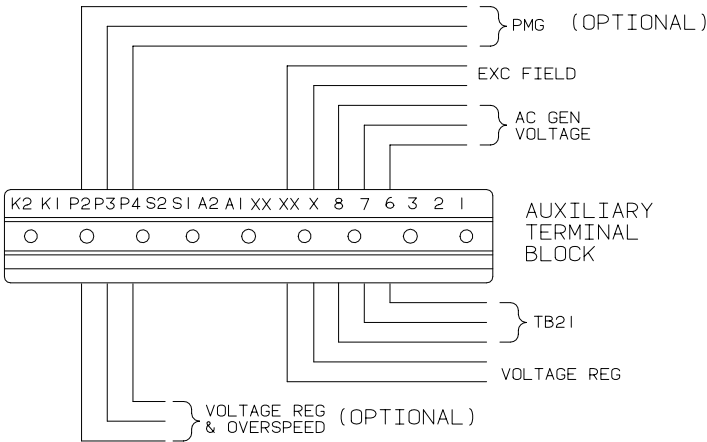 PMG (OPTIONAL)
EXC FIELD
AC GEN
VOLTAGE
K2 K1 P2 P3 P4 S2 S1 A2 A1 XX XX X 8 7 6 3 2 1
AUXILIARY
TERMINAL
BLOCK
TB21
VOLTAGE REG
VOLTAGE REG
& OVERSPEED (OPTIONAL)